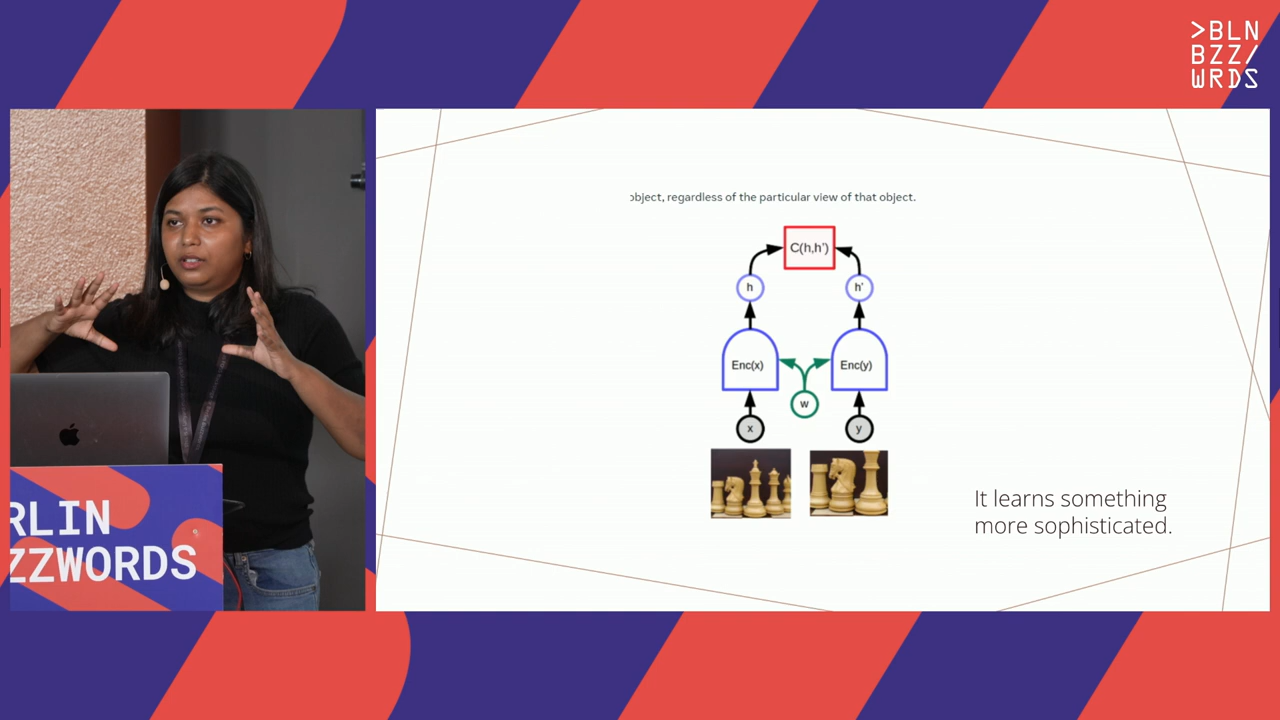 >BLN
BZZ/
WRDS
object, regardless of the particular view of that object.
C(h,h')
h
h'
Enc(x)
Enc(y)
w
x
y
It learns something
more sophisticated.
RLIN
ZZWORDS